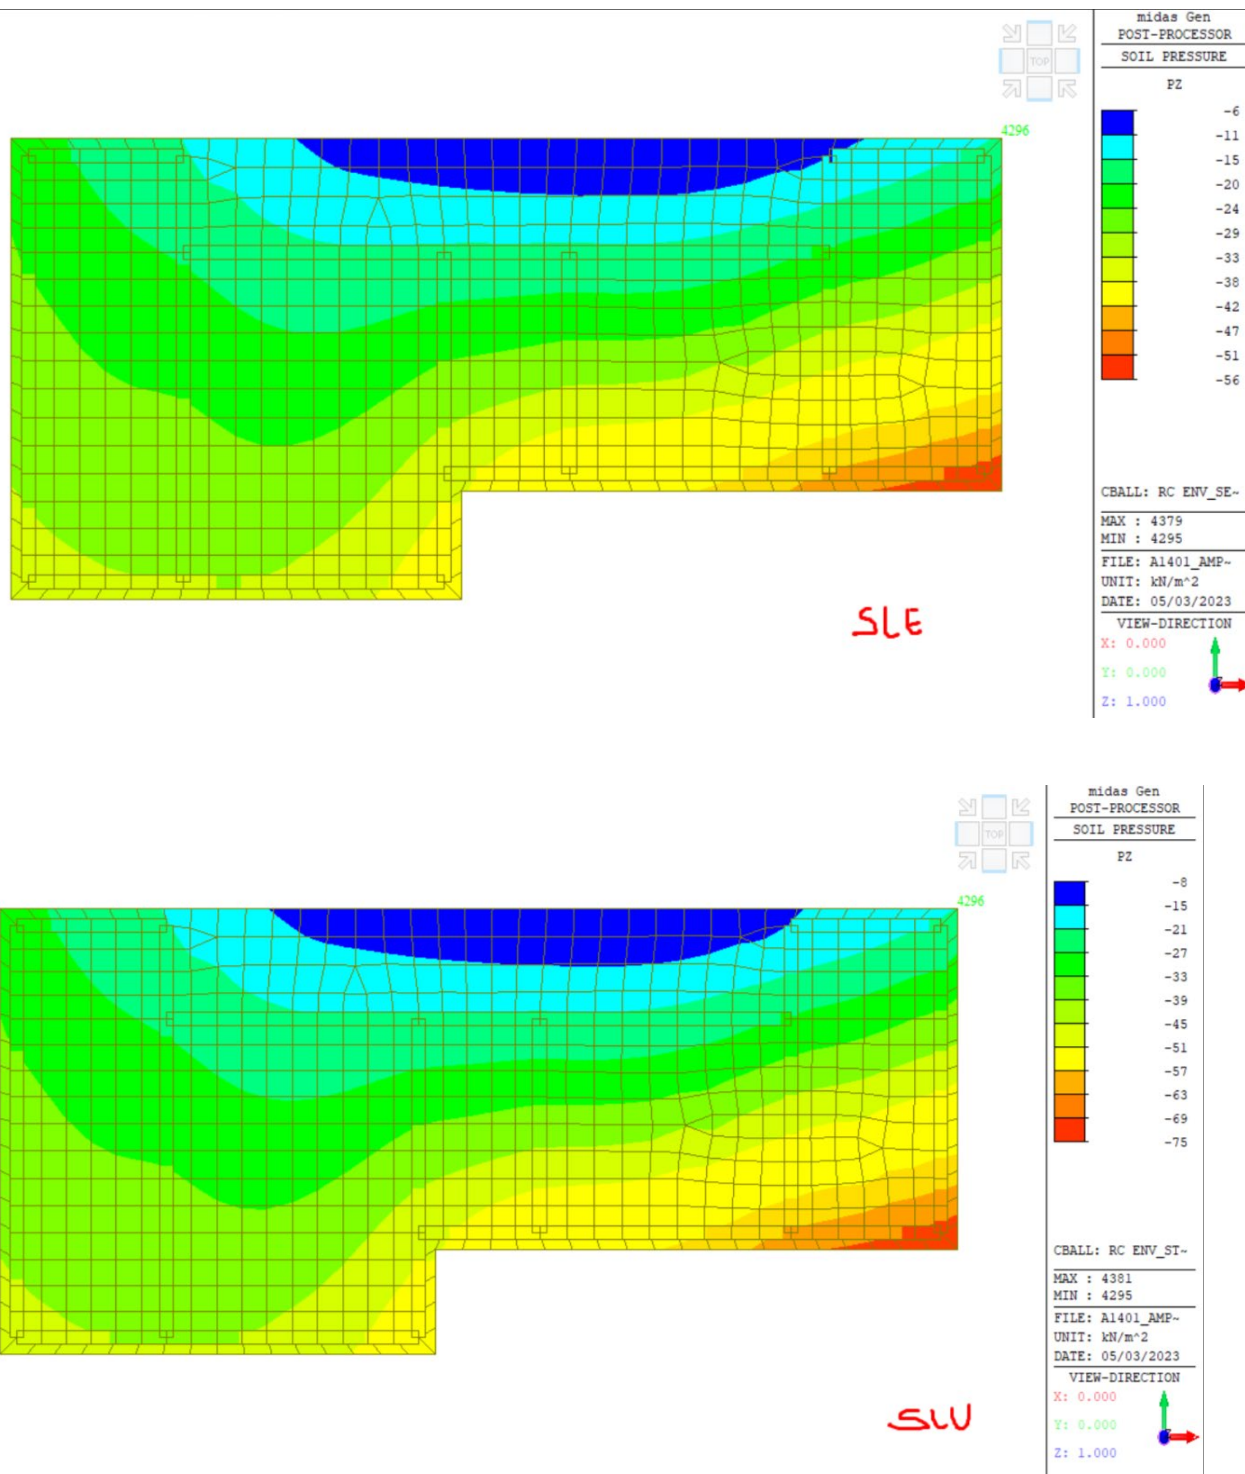 midas Gen
POST-PROCESSOR
SOIL PRESSURE
PZ
TOP
4296
-6
-11
-15
-20
-24
-29
-33
-38
-42
-47
-51
-56
CBALL: RC ENV_SE~
MAX : 4379
MIN : 4295
FILE: A1401_AMP~
UNIT: kN/m^2
DATE: 05/03/2023
VIEW-DIRECTION
X: 0.000
Y: 0.000
Z: 1.000
SLE
midas Gen
POST-PROCESSOR
SOIL PRESSURE
PZ
TOP
4296
-8
-15
-21
-27
-33
-39
-45
-51
-57
-63
-69
-75
CBALL: RC ENV_ST~
MAX : 4381
MIN : 4295
FILE: A1401_AMP~
UNIT: kN/m^2
DATE: 05/03/2023
VIEW-DIRECTION
X: 0.000
Y: 0.000
Z: 1.000
SLU